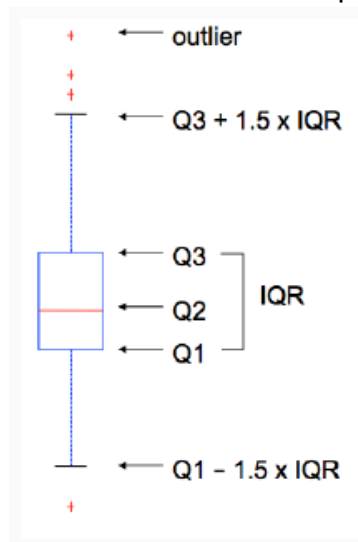 outlier
Q3 + 1.5 x IQR
Q3
IQR
Q2
Q1
Q1 – 1.5 x IQR